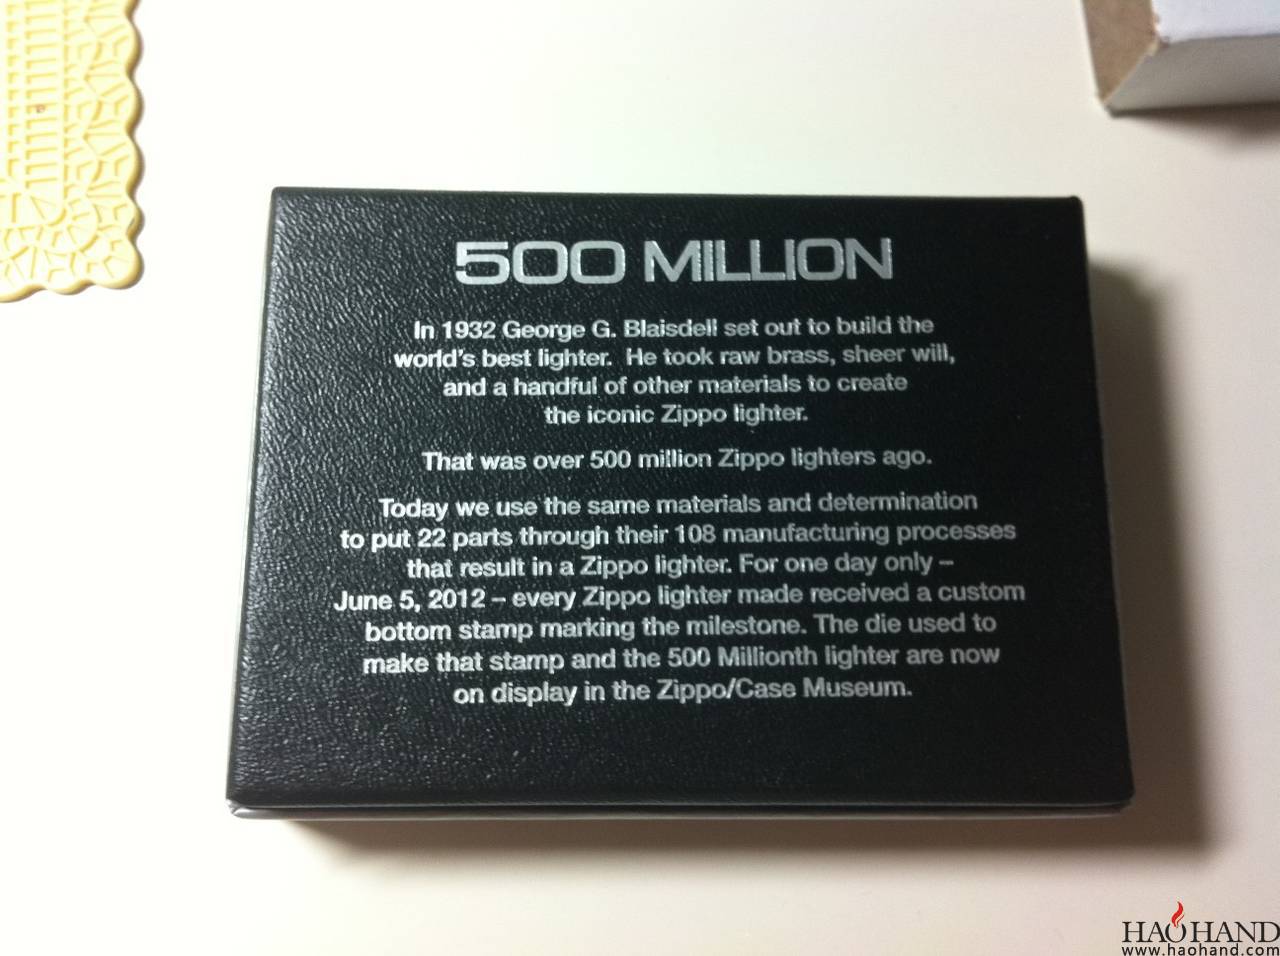 500 MILLION
In 1932 George G. Blaisdell set out to build the
world's best lighter. He took raw brass, sheer will,
and a handful of other materials to create
the iconic Zippo lighter.
That was over 500 million Zippo lighters ago.
Today we use the same materials and determination
to put 22 parts through their 108 manufacturing processes
that result in a Zippo lighter. For one day only –
June 5, 2012 – every Zippo lighter made received a custom
bottom stamp marking the milestone. The die used to
make that stamp and the 500 Millionth lighter are now
on display in the Zippo/Case Museum.
HAOHAND
www.haohand.com